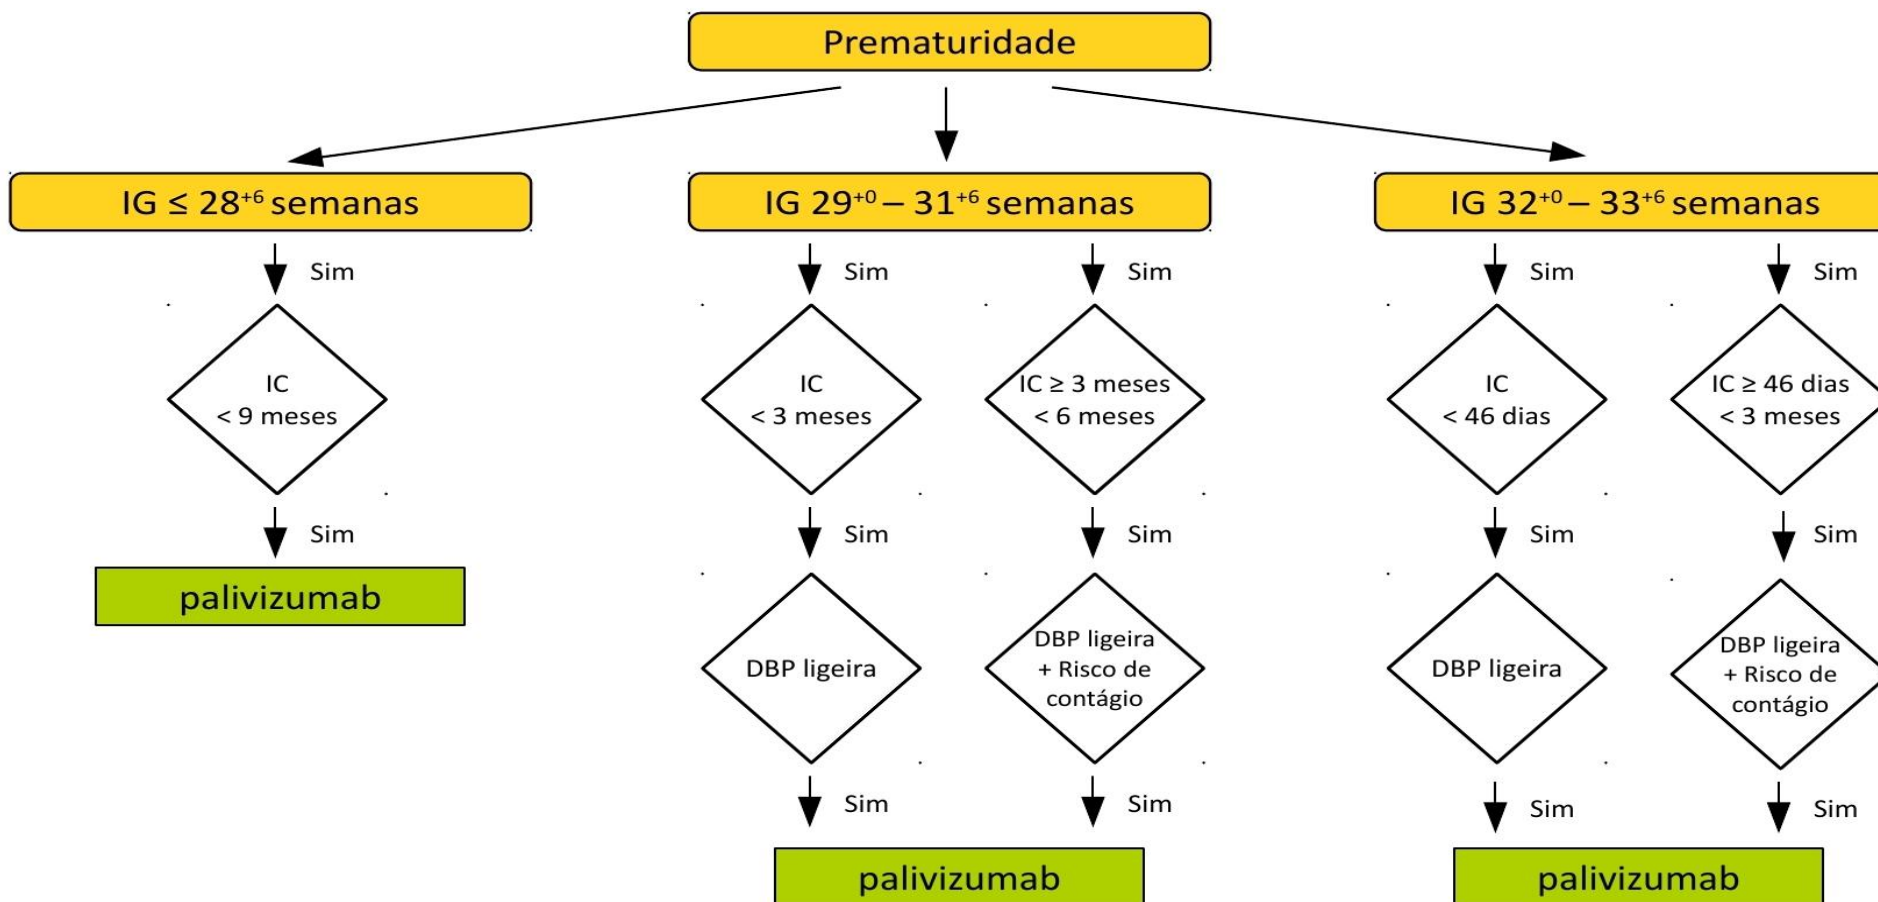 Prematuridade
IG ≤ 28⁺⁶ semanas
IG 29⁺⁰ – 31⁺⁶ semanas
IG 32⁺⁰ – 33⁺⁶ semanas
Sim
Sim
Sim
Sim
Sim
IC
< 9 meses
IC
< 3 meses
IC ≥ 3 meses
< 6 meses
IC
< 46 dias
IC ≥ 46 dias
< 3 meses
Sim
Sim
Sim
Sim
Sim
palivizumab
DBP ligeira
DBP ligeira
+ Risco de
contágio
DBP ligeira
DBP ligeira
+ Risco de
contágio
Sim
Sim
Sim
Sim
palivizumab
palivizumab